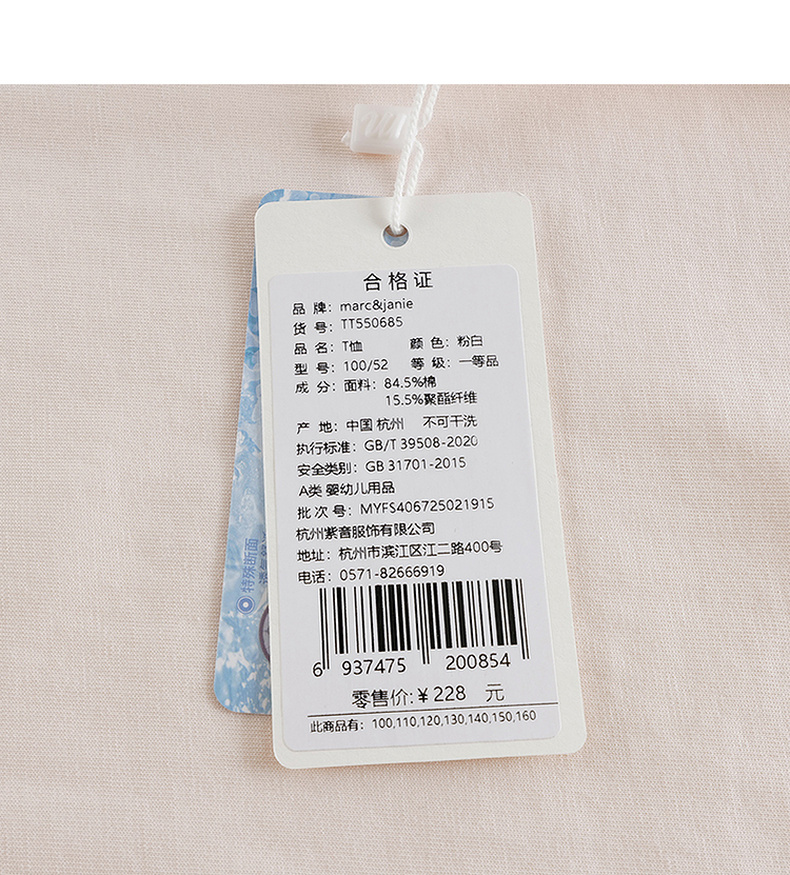 合格证
品 牌：marc&janie
货 号：TT550685
品 名：T恤 颜 色：粉白
型 号：100/52 等 级：一等品
成 分：面料：84.5%棉
15.5%聚酯纤维
产 地：中国 杭州 不可干洗
执行标准：GB/T 39508-2020
安全类别：GB 31701-2015
A类 婴幼儿用品
批 次 号：MYFS406725021915
杭州紫音服饰有限公司
地址：杭州市滨江区江二路400号
电话：0571-82666919
6 937475 200854
零售价:￥228 元
此商品有：100,110,120,130,140,150,160
特殊断面